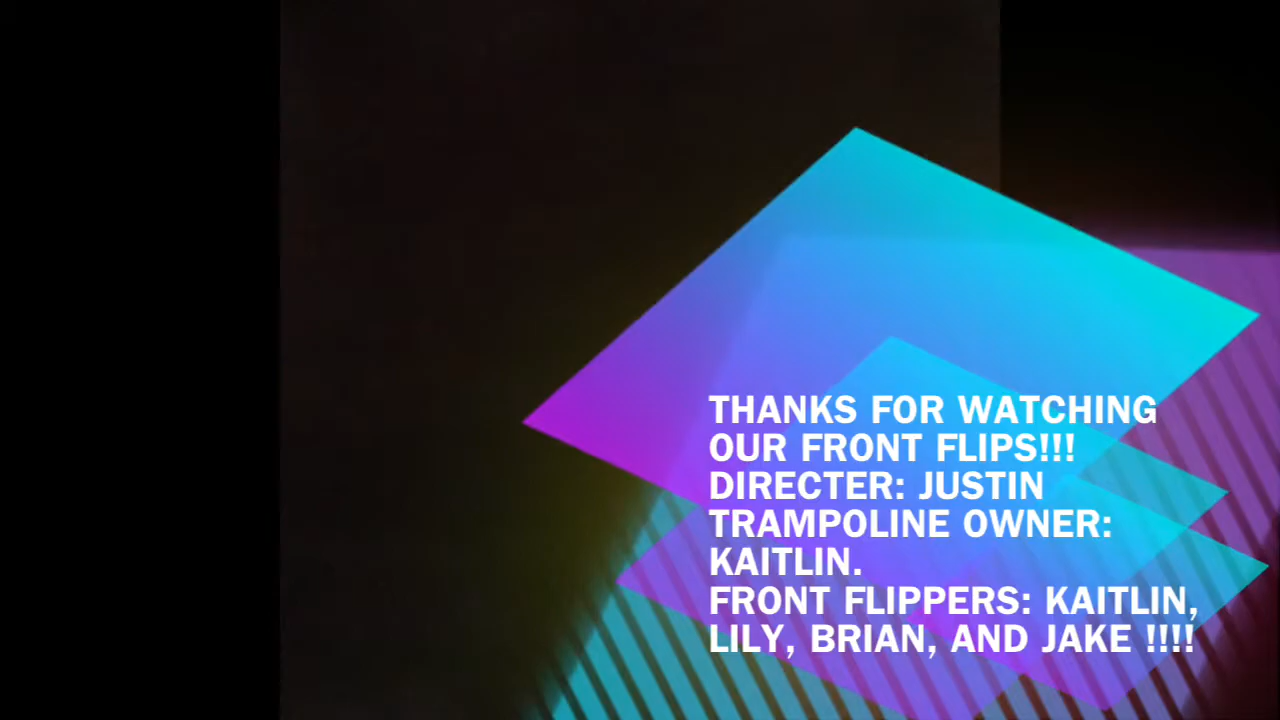 THANKS FOR WATCHING
OUR FRONT FLIPS!!!
DIRECTER: JUSTIN
TRAMPOLINE OWNER:
KAITLIN.
FRONT FLIPPERS: KAITLIN,
LILY, BRIAN, AND JAKE !!!!